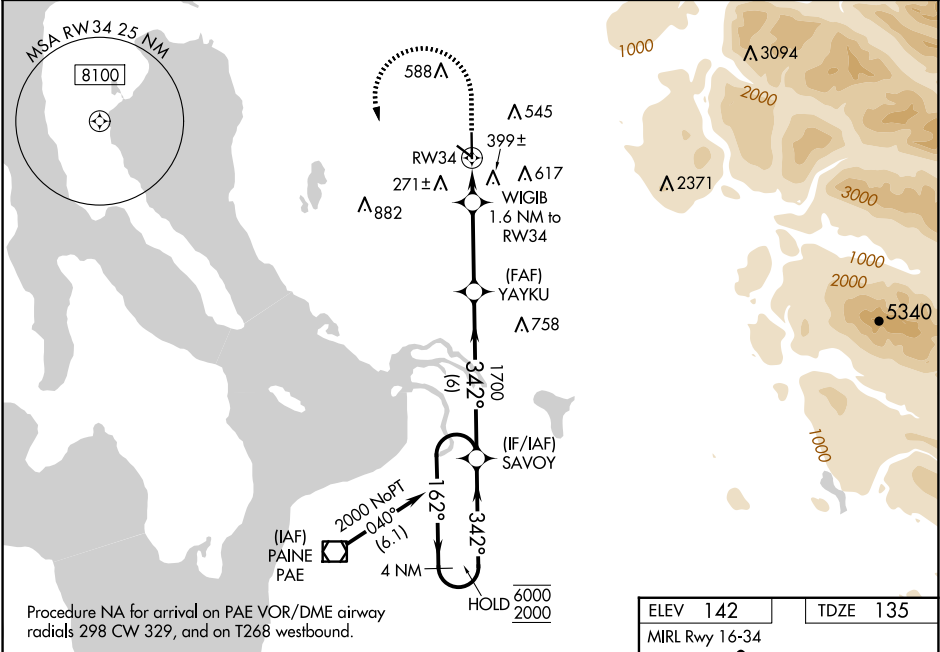 MSA RW34 25 NM
8100
588
545
399±
RW34
271±
617
882
WIGIB
1.6 NM to
RW34
(FAF)
YAYKU
758
1700
342°
(6)
(IF/IAF)
SAVOY
162°
342°
2000 NoPT
040°
(6.1)
(IAF)
PAINE
PAE
4 NM
HOLD
6000
2000
Procedure NA for arrival on PAE VOR/DME airway
radials 298 CW 329, and on T268 westbound.
1000
3094
2000
2371
3000
1000
2000
5340
1000
ELEV 142
TDZE 135
MIRL Rwy 16-34